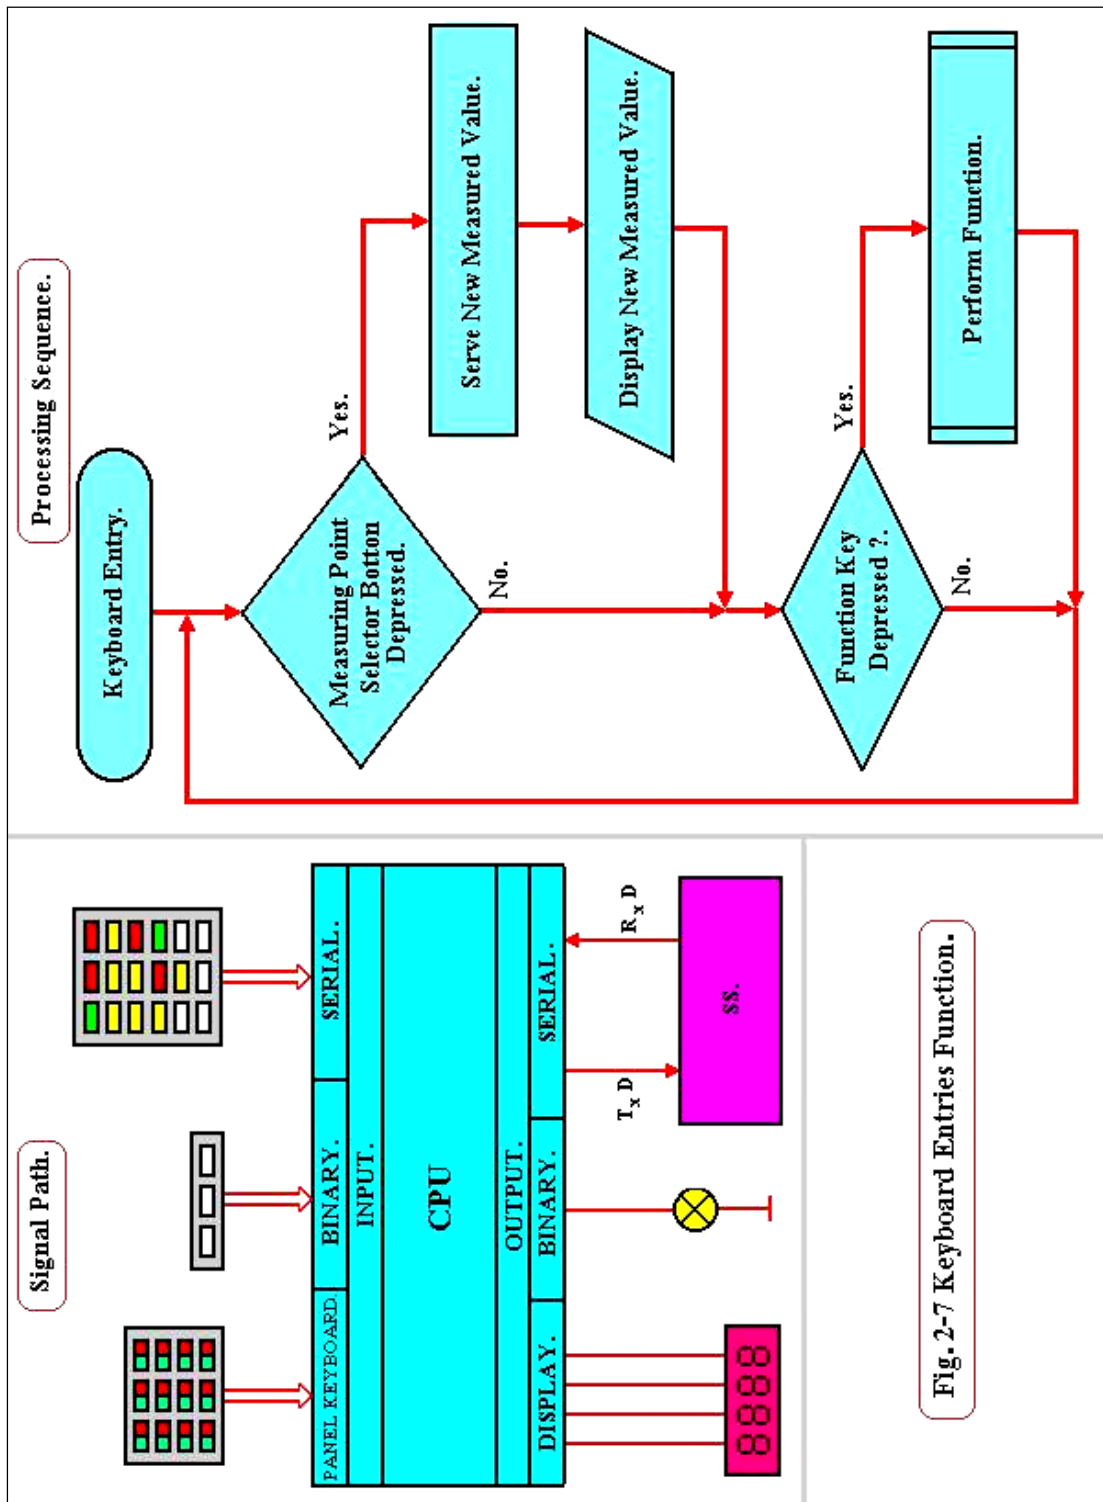 Signal Path.
PANEL KEYBOARD.
BINARY.
SERIAL.
INPUT.
CPU
OUTPUT.
DISPLAY.
BINARY.
SERIAL.
TxD
RxD
8888
SS.
Processing Sequence.
Keyboard Entry.
Measuring Point
Selector Botton
Depressed.
Yes.
No.
Serve New Measured Value.
Display New Measured Value.
Function Key
Depressed ?.
Yes.
No.
Perform Function.
Fig. 2-7 Keyboard Entries Function.